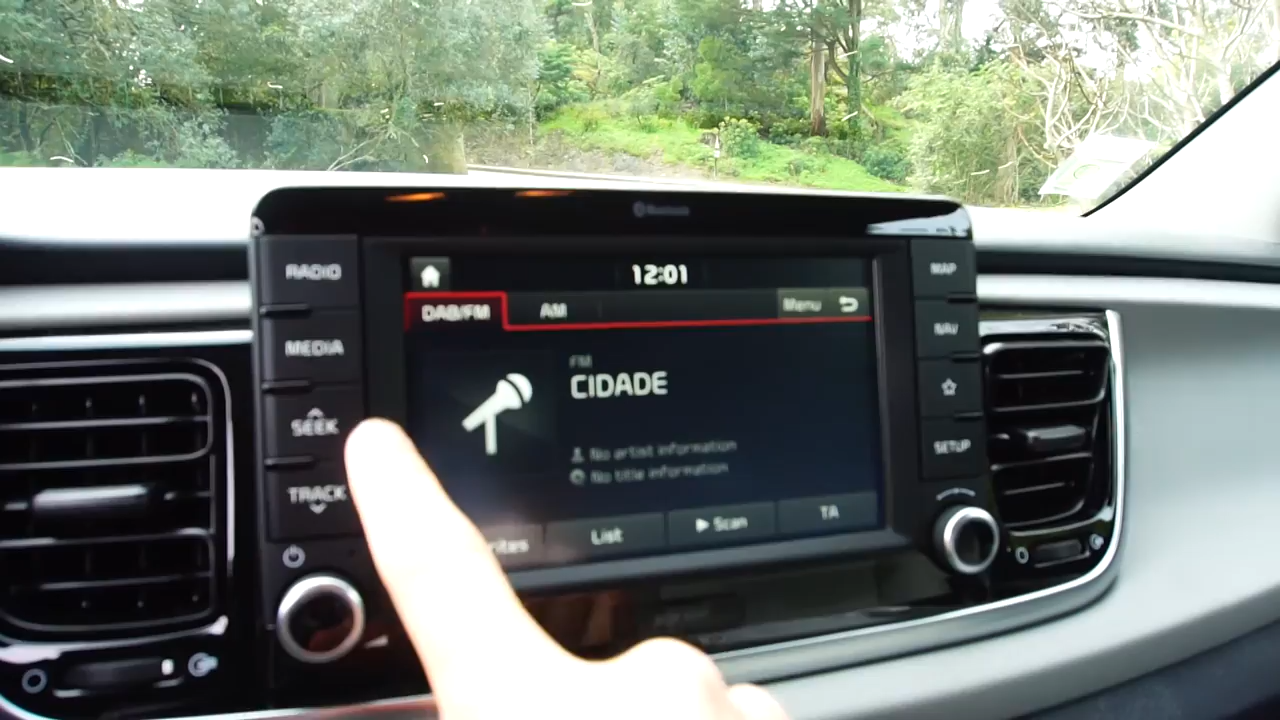 Bluetooth
RADIO
MEDIA
SEEK
TRACK
12:01
DAB/FM
AM
Menu
FM
CIDADE
No artist information
No title information
List
Scan
TA
MAP
NAV
SETUP